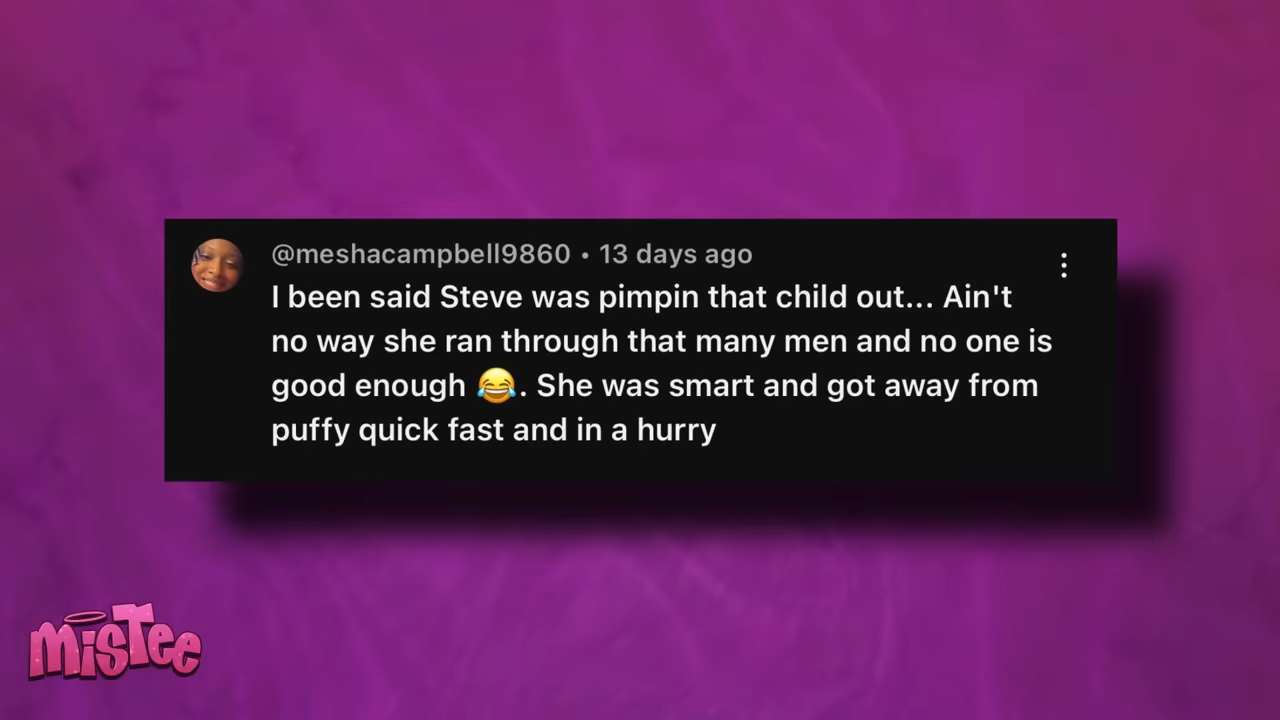 @meshacampbell9860 • 13 days ago
I been said Steve was pimpin that child out... Ain't
no way she ran through that many men and no one is
good enough 😂. She was smart and got away from
puffy quick fast and in a hurry
MisTee